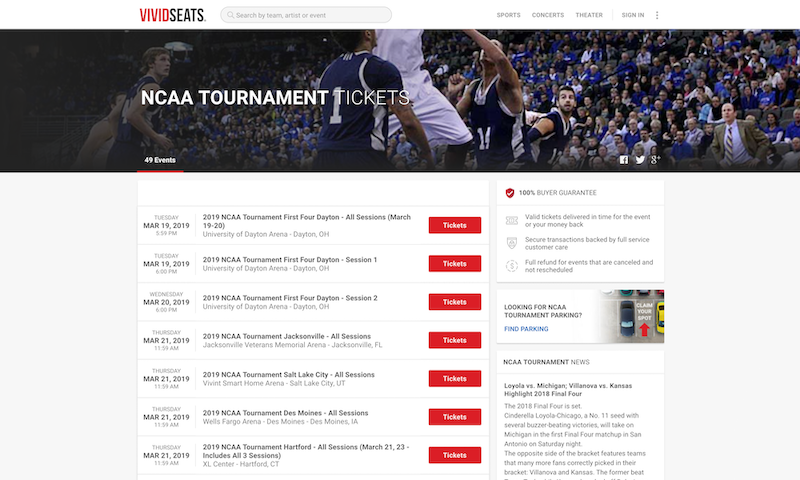 VIVIDSEATS
Search by team, artist or event
SPORTS CONCERTS THEATER SIGN IN
NCAA TOURNAMENT TICKETS
49 Events
TUESDAY
MAR 19, 2019
5:59 PM
2019 NCAA Tournament First Four Dayton - All Sessions (March
19-20)
University of Dayton Arena - Dayton, OH
Tickets
TUESDAY
MAR 19, 2019
6:00 PM
2019 NCAA Tournament First Four Dayton - Session 1
University of Dayton Arena - Dayton, OH
Tickets
WEDNESDAY
MAR 20, 2019
6:00 PM
2019 NCAA Tournament First Four Dayton - Session 2
University of Dayton Arena - Dayton, OH
Tickets
THURSDAY
MAR 21, 2019
11:59 AM
2019 NCAA Tournament Jacksonville - All Sessions
Jacksonville Veterans Memorial Arena - Jacksonville, FL
Tickets
THURSDAY
MAR 21, 2019
11:59 AM
2019 NCAA Tournament Salt Lake City - All Sessions
Vivint Smart Home Arena - Salt Lake City, UT
Tickets
THURSDAY
MAR 21, 2019
11:59 AM
2019 NCAA Tournament Des Moines - All Sessions
Wells Fargo Arena - Des Moines - Des Moines, IA
Tickets
THURSDAY
MAR 21, 2019
11:59 AM
2019 NCAA Tournament Hartford - All Sessions (March 21, 23 -
Includes All 3 Sessions)
XL Center - Hartford, CT
Tickets
100% BUYER GUARANTEE
Valid tickets delivered in time for the event
or your money back
Secure transactions backed by full service
customer care
Full refund for events that are canceled and
not rescheduled
LOOKING FOR NCAA
TOURNAMENT PARKING?
FIND PARKING
CLAIM
YOUR
SPOT
NCAA TOURNAMENT NEWS
Loyola vs. Michigan; Villanova vs. Kansas
Highlight 2018 Final Four
The 2018 Final Four is set.
Cinderella Loyola-Chicago, a No. 11 seed with
several buzzer-beating victories, will take on
Michigan in the first Final Four matchup in San
Antonio on Saturday night.
The opposite side of the bracket features teams
that many more fans correctly picked in their
bracket: Villanova and Kansas. The former beat